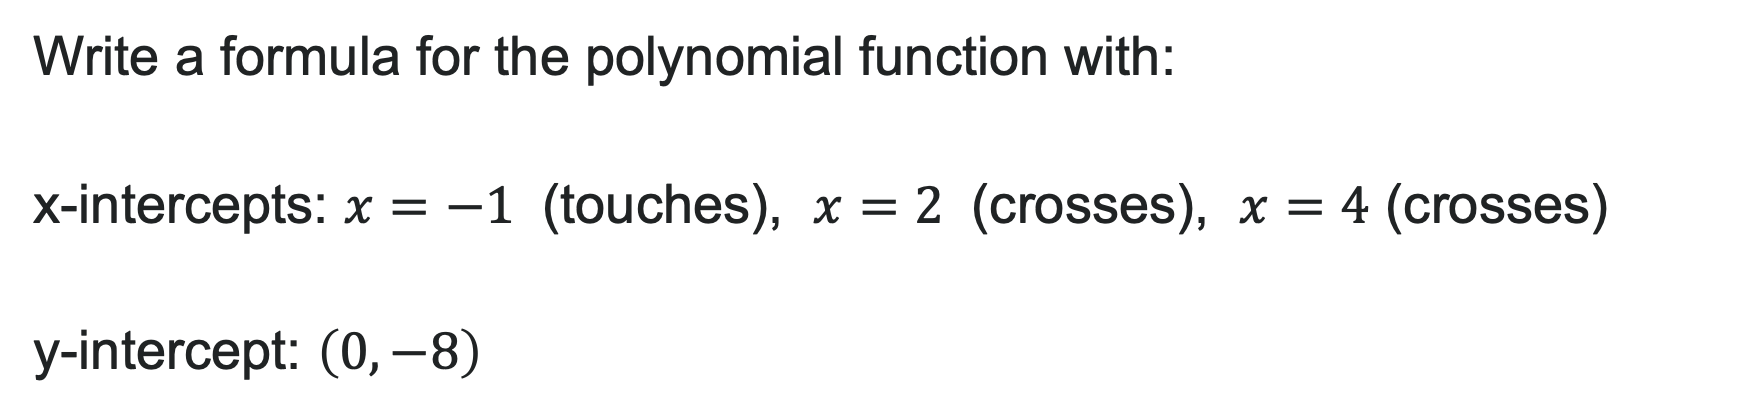 Write a formula for the polynomial function with:
x-intercepts: x = −1 (touches), x = 2 (crosses), x = 4 (crosses)
y-intercept: (0, −8)